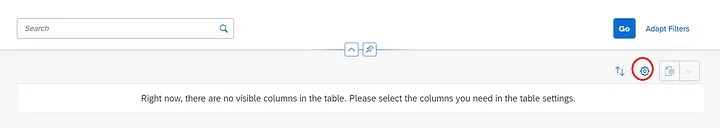 Search
Go
Adapt Filters
Right now, there are no visible columns in the table. Please select the columns you need in the table settings.